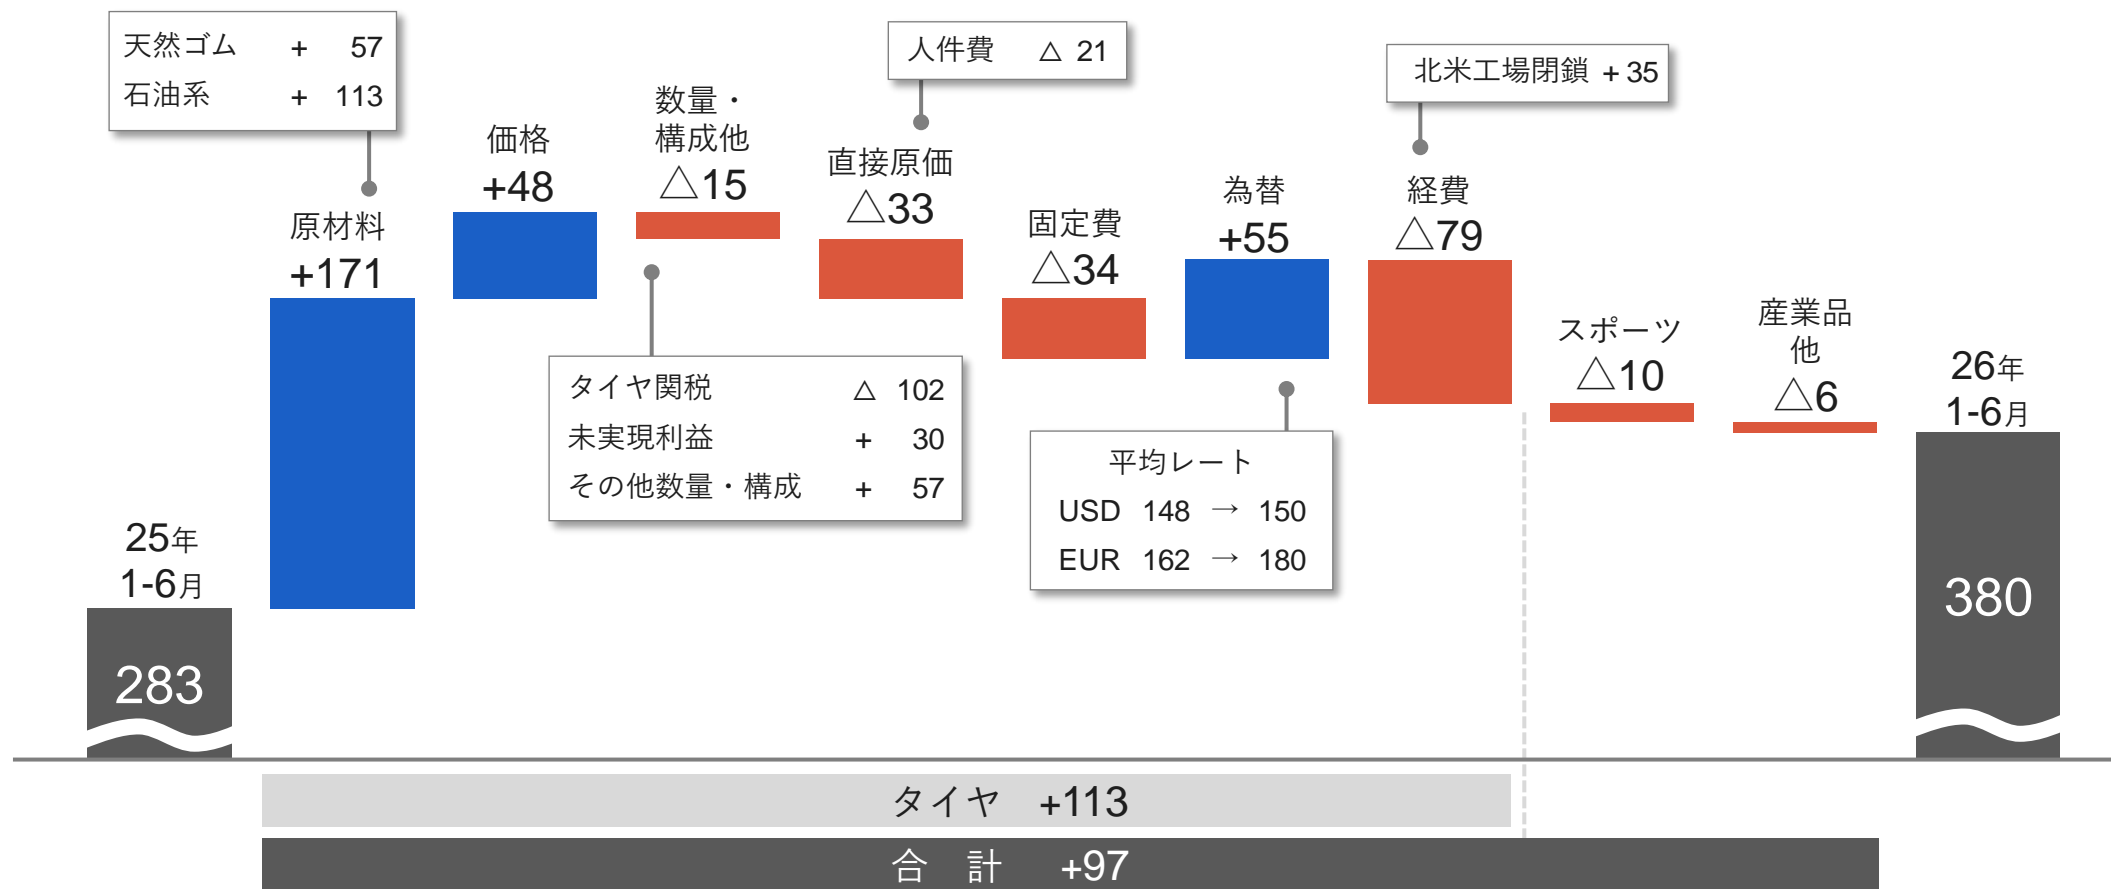 天然ゴム + 57
石油系 + 113
原材料
+171
価格
+48
数量・
構成他
△15
タイヤ関税 △ 102
未実現利益 + 30
その他数量・構成 + 57
人件費 △ 21
直接原価
△33
固定費
△34
為替
+55
平均レート
USD 148 → 150
EUR 162 → 180
北米工場閉鎖 + 35
経費
△79
スポーツ
△10
産業品
他
△6
25年
1-6月
283
26年
1-6月
380
タイヤ +113
合 計 +97